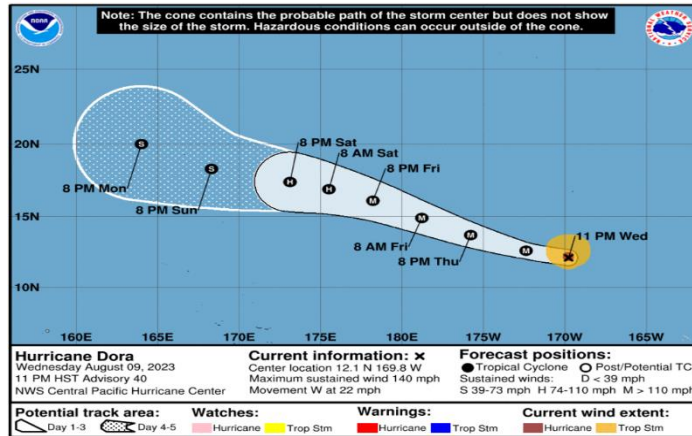 Note: The cone contains the probable path of the storm center but does not show
the size of the storm. Hazardous conditions can occur outside of the cone.
NOAA
NATIONAL WEATHER SERVICE
25N
20N
15N
10N
8 PM Sat
8 AM Sat
8 PM Fri
11 PM Wed
S
S
H
H
M
M
M
M
8 PM Mon
8 PM Sun
8 AM Fri
8 PM Thu
160E 165E 170E 175E 180W 175W 170W 165W
Hurricane Dora
Wednesday August 09, 2023
11 PM HST Advisory 40
NWS Central Pacific Hurricane Center
Current information: x
Center location 12.1 N 169.8 W
Maximum sustained wind 140 mph
Movement W at 22 mph
Forecast positions:
Tropical Cyclone Post/Potential TC
Sustained winds: D < 39 mph
S 39-73 mph H 74-110 mph M > 110 mph
Potential track area:
Day 1-3 Day 4-5
Watches:
Hurricane Trop Stm
Warnings:
Hurricane Trop Stm
Current wind extent:
Hurricane Trop Stm